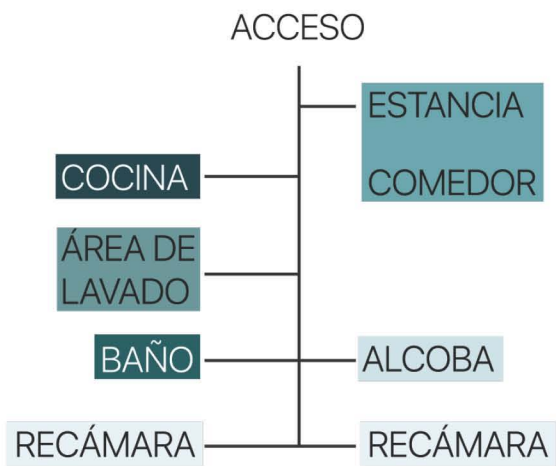 ACCESO
ESTANCIA
COMEDOR
COCINA
ÁREA DE
LAVADO
BAÑO
ALCOBA
RECÁMARA
RECÁMARA